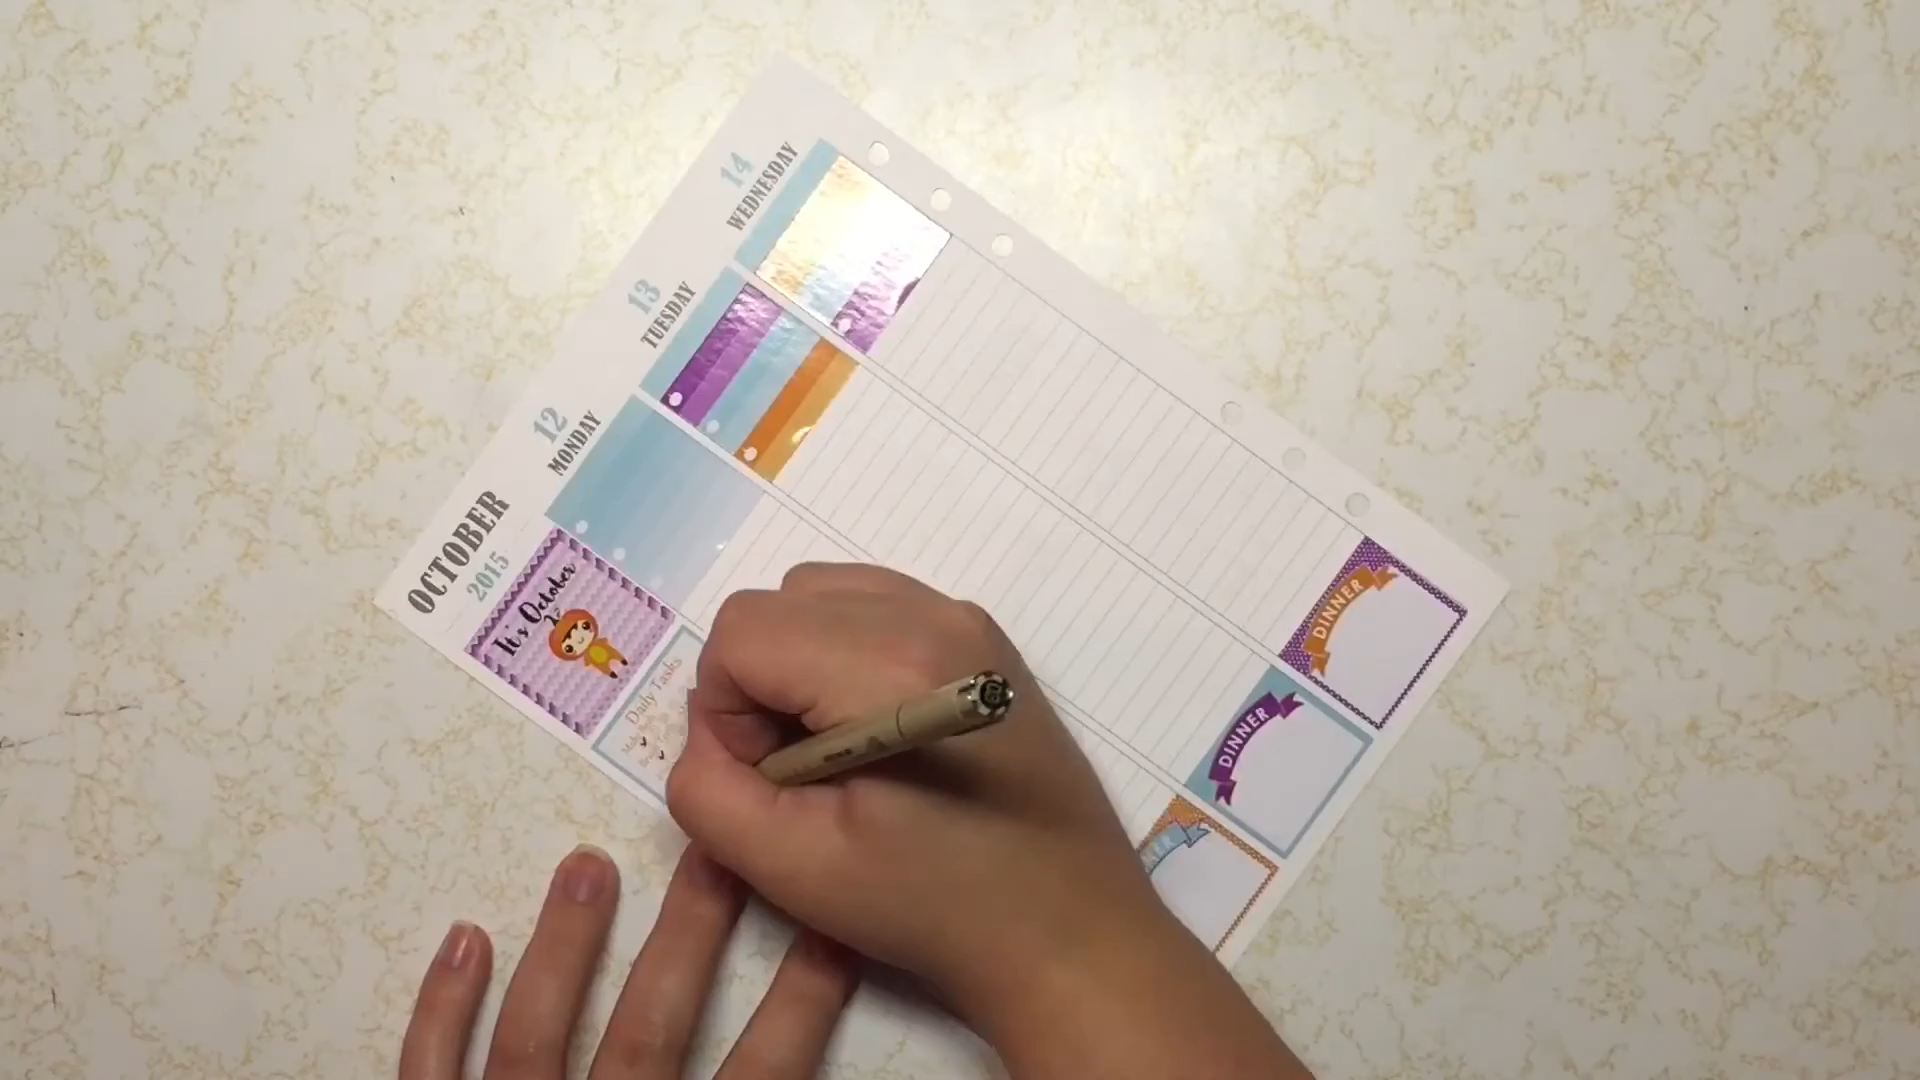 OCTOBER
2015
12
MONDAY
13
TUESDAY
14
WEDNESDAY
It's October
Daily Tasks
DINNER
DINNER